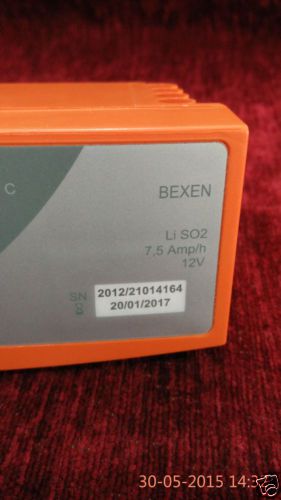 C
BEXEN
Li SO2
7,5 Amp/h
12V
SN 2012/21014164
20/01/2017
30-05-2015 14:3